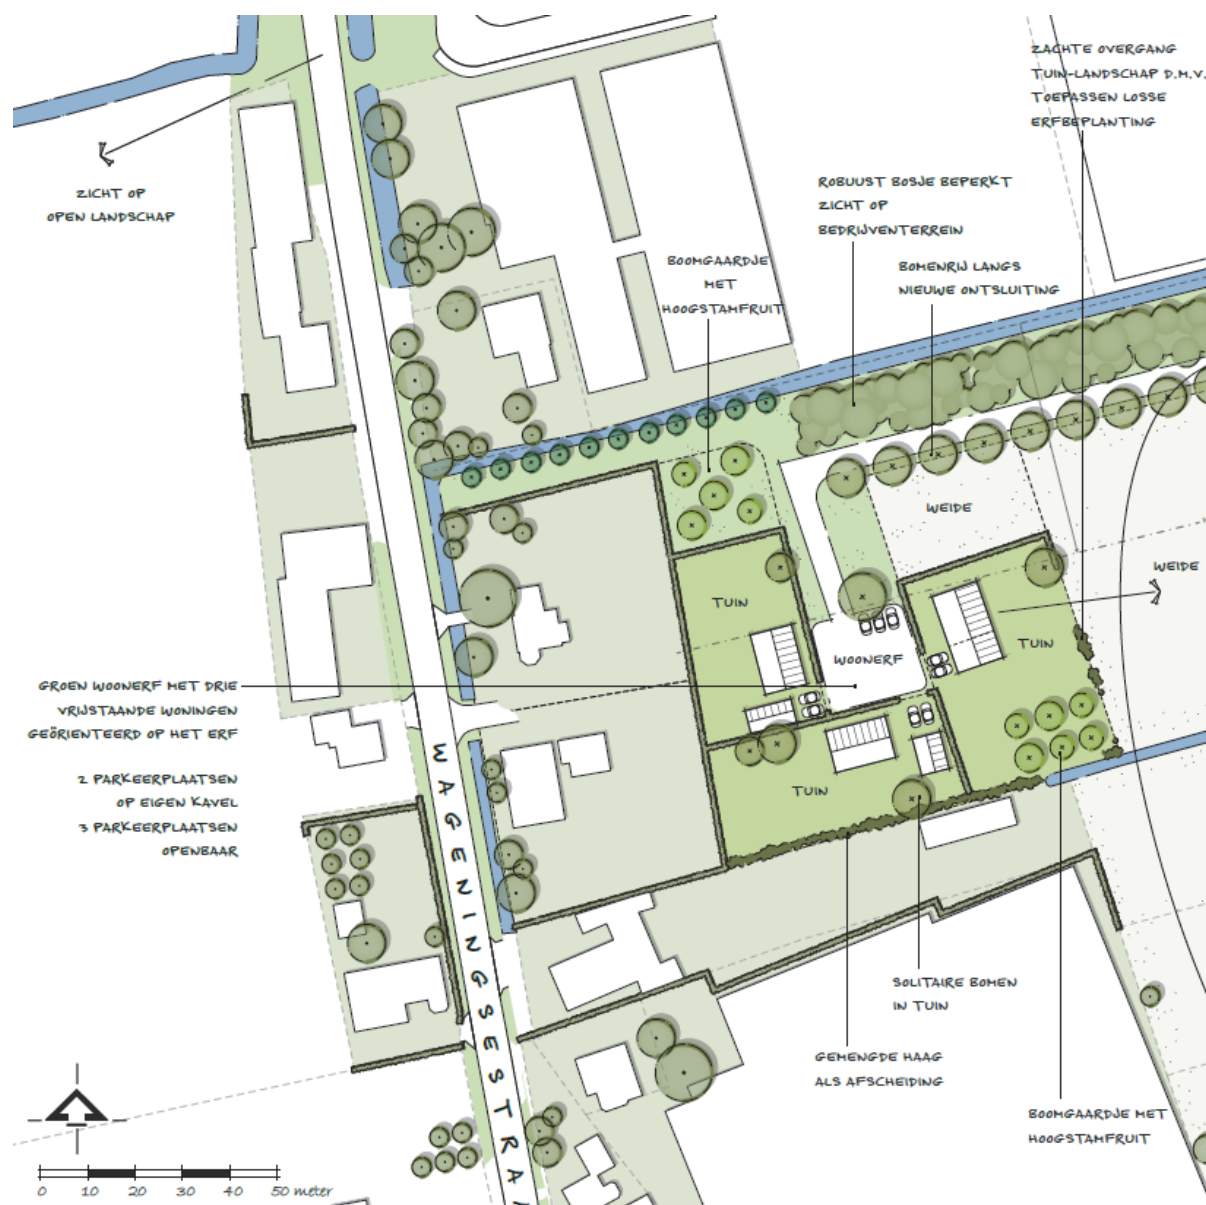 ZACHTE OVERGANG
TUIN-LANDSCHAP D.M.V.
TOEPASSEN LOSSE
ERFBEPLANTING
ZICHT OP
OPEN LANDSCHAP
ROBUUST BOSJE BEPERKT
ZICHT OP
BEDRIJVENTERREIN
BOOMGAARDJE
MET
HOOGSTAMFRUIT
BOMENRIJ LANGS
NIEUWE ONTSLUITING
WEIDE
WEIDE
TUIN
TUIN
WOONERF
GROEN WOONERF MET DRIE
VRIJSTAANDE WONINGEN
GEÖRIENTEERD OP HET ERF
2 PARKEERPLAATSEN
OP EIGEN KAVEL
3 PARKEERPLAATSEN
OPENBAAR
TUIN
WAGENINGSESTRAA
SOLITAIRE BOMEN
IN TUIN
GEMENGDE HAAG
ALS AFSCHEIDING
BOOMGAARDJE MET
HOOGSTAMFRUIT
0 10 20 30 40 50 meter